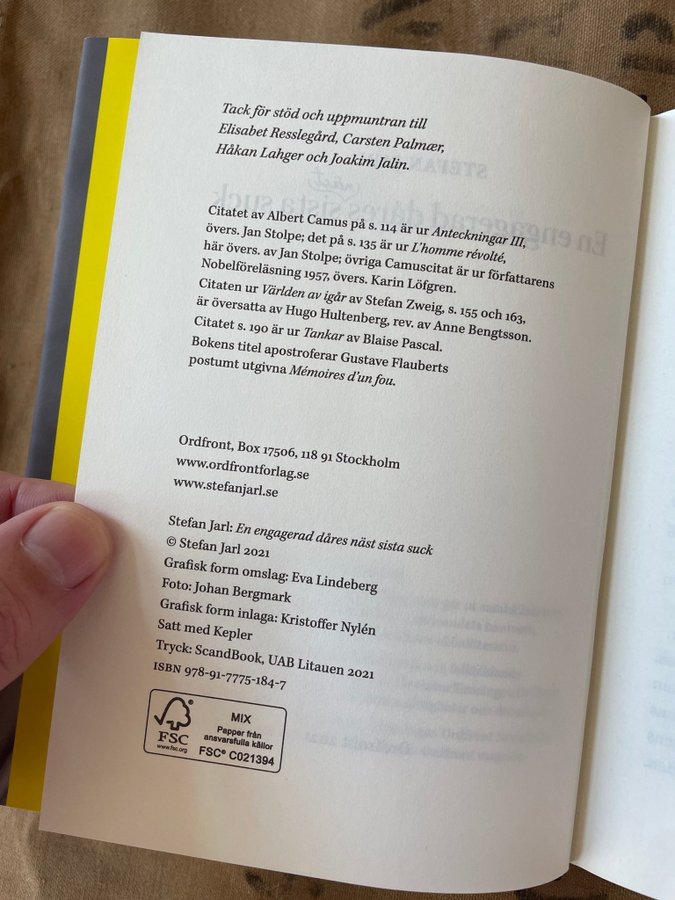 Tack för stöd och uppmuntran till
Elisabet Resslegård, Carsten Palmær,
Håkan Lahger och Joakim Jalin.
Citatet av Albert Camus på s. 114 är ur Anteckningar III,
övers. Jan Stolpe; det på s. 135 är ur L'homme révolté,
här övers. av Jan Stolpe; övriga Camuscitat är ur författarens
Nobelföreläsning 1957, övers. Karin Löfgren.
Citaten ur Världen av igår av Stefan Zweig, s. 155 och 163,
är översatta av Hugo Hultenberg, rev. av Anne Bengtsson.
Citatet s. 190 är ur Tankar av Blaise Pascal.
Bokens titel apostroferar Gustave Flauberts
postumt utgivna Mémoires d'un fou.
Ordfront, Box 17506, 118 91 Stockholm
www.ordfrontforlag.se
www.stefanjarl.se
Stefan Jarl: En engagerad dåres näst sista suck
© Stefan Jarl 2021
Grafisk form omslag: Eva Lindeberg
Foto: Johan Bergmark
Grafisk form inlaga: Kristoffer Nylén
Satt med Kepler
Tryck: ScandBook, UAB Litauen 2021
ISBN 978-91-7775-184-7
FSC
www.fsc.org
MIX
Papper från
ansvarsfulla källor
FSC® C021394